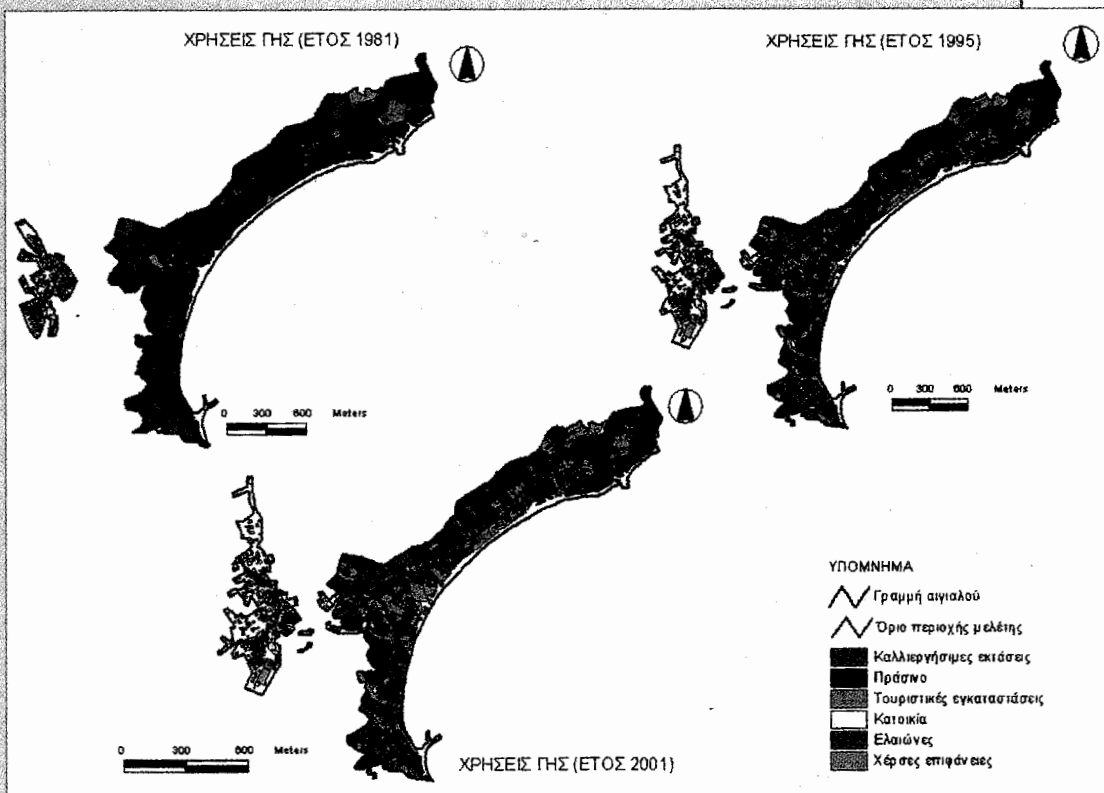 ΧΡΗΣΕΙΣ ΓΗΣ (ΕΤΟΣ 1981)
ΧΡΗΣΕΙΣ ΓΗΣ (ΕΤΟΣ 1995)
0 300 600 Meters
0 300 600 Meters
0 300 600 Meters
ΧΡΗΣΕΙΣ ΓΗΣ (ΕΤΟΣ 2001)
ΥΠΟΜΝΗΜΑ
Γραμμή αιγιαλού
Όριο περιοχής μελέτης
Καλλιεργήσιμες εκτάσεις
Πράσινο
Τουριστικές εγκαταστάσεις
Κατοικία
Ελαιώνες
Χέρσες επιφάνειες